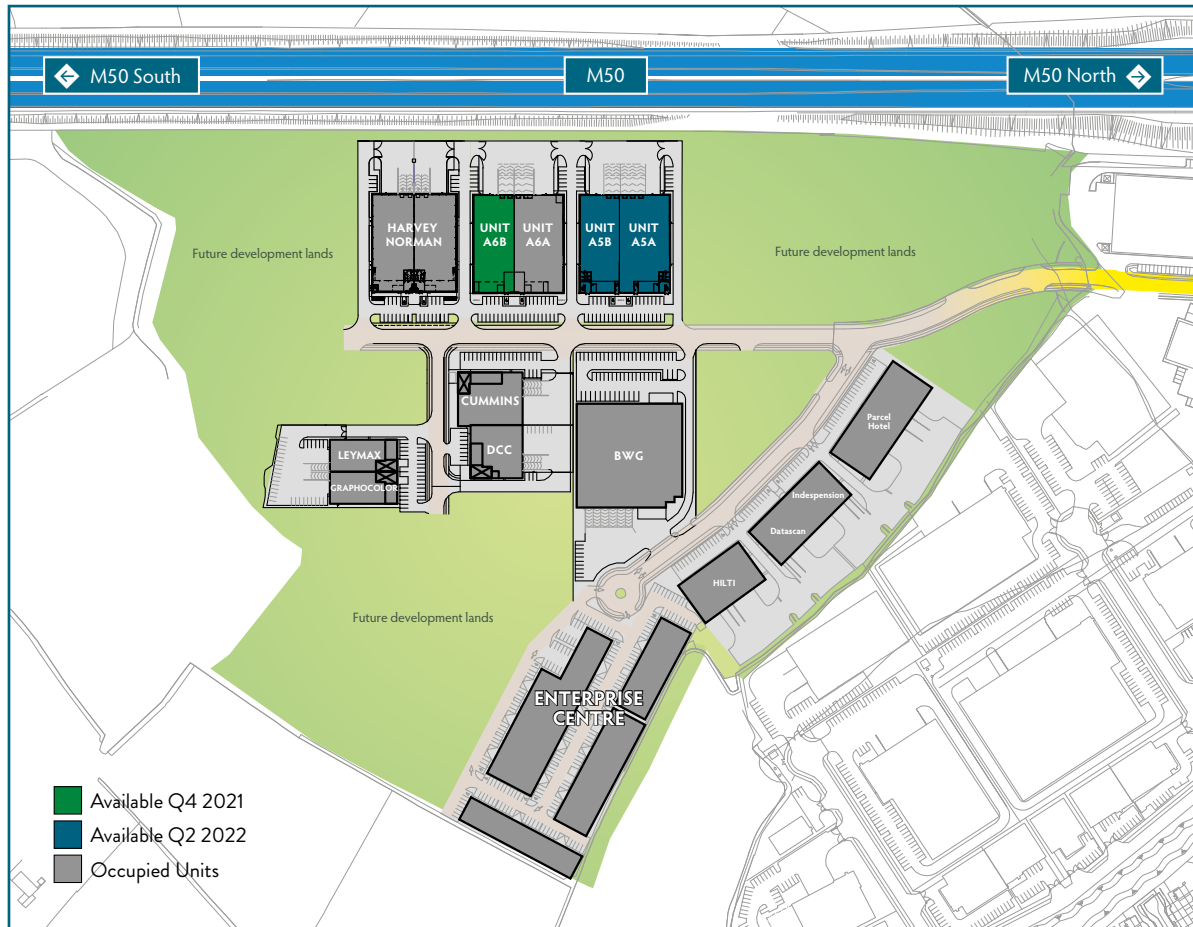 M50 South
M50
M50 North
HARVEY
NORMAN
UNIT
A6B
UNIT
A6A
UNIT
A5B
UNIT
A5A
Future development lands
Future development lands
CUMMINS
DCC
LEYMAX
GRAPHOCOLOR
BWG
Parcel
Hotel
Indespension
Datascan
HILTI
Future development lands
ENTERPRISE
CENTRE
Available Q4 2021
Available Q2 2022
Occupied Units